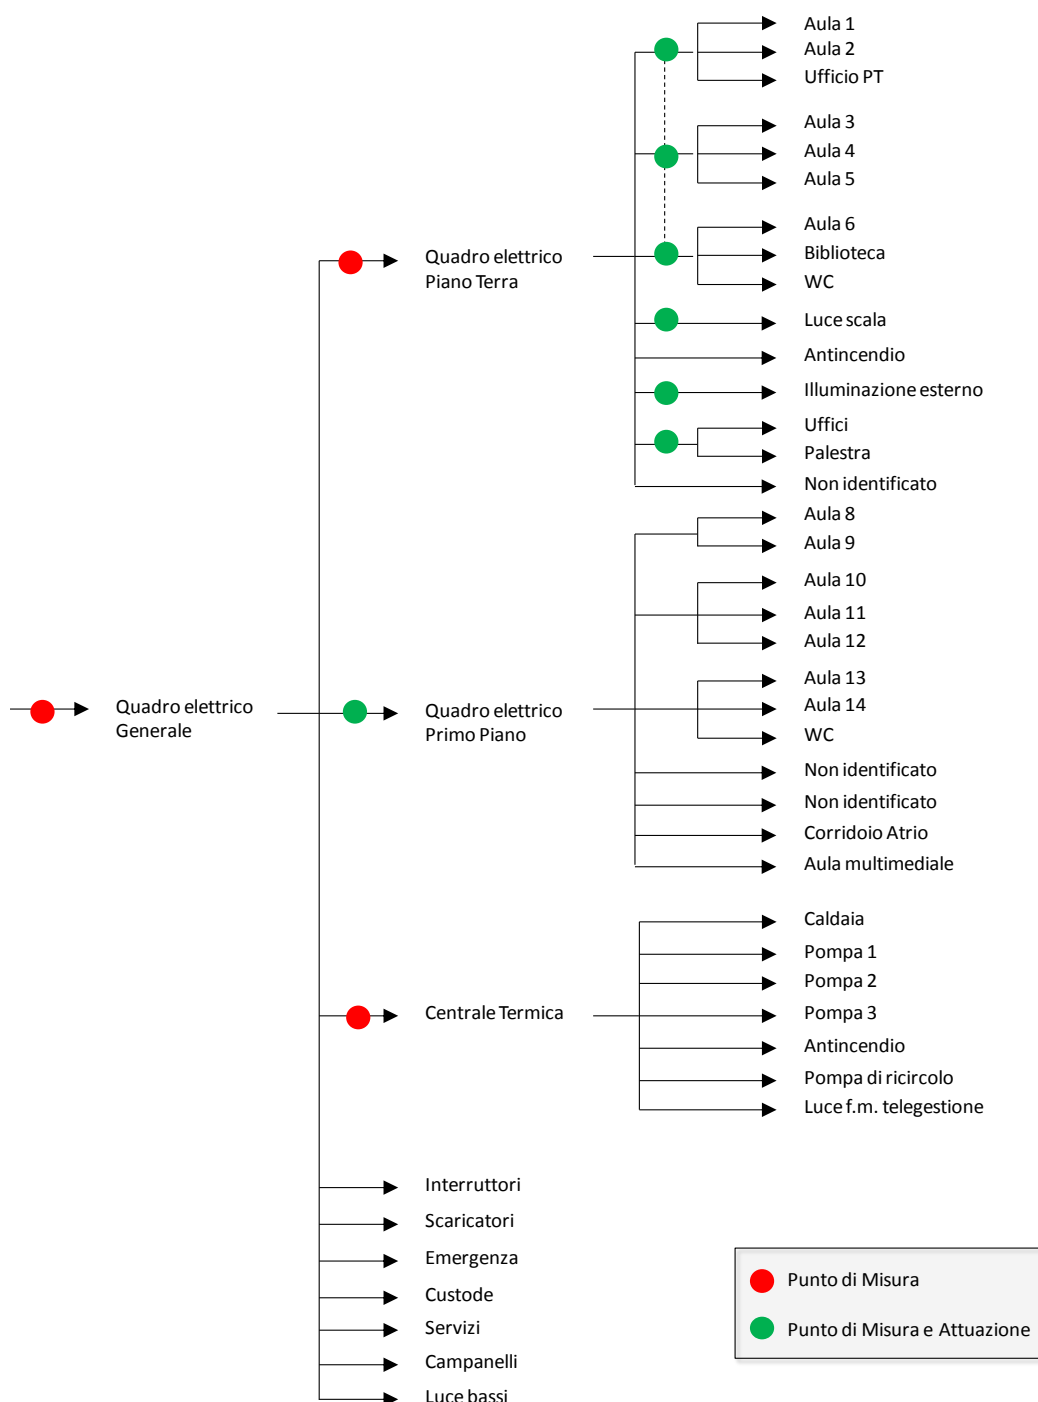 Aula 1
Aula 2
Ufficio PT
Aula 3
Aula 4
Aula 5
Aula 6
Biblioteca
WC
Quadro elettrico
Piano Terra
Luce scala
Antincendio
Illuminazione esterno
Uffici
Palestra
Non identificato
Aula 8
Aula 9
Aula 10
Aula 11
Aula 12
Aula 13
Aula 14
WC
Quadro elettrico
Generale
Quadro elettrico
Primo Piano
Non identificato
Non identificato
Corridoio Atrio
Aula multimediale
Caldaia
Pompa 1
Pompa 2
Pompa 3
Centrale Termica
Antincendio
Pompa di ricircolo
Luce f.m. telegestione
Interruttori
Scaricatori
Emergenza
Custode
Servizi
Campanelli
Luce bassi
Punto di Misura
Punto di Misura e Attuazione